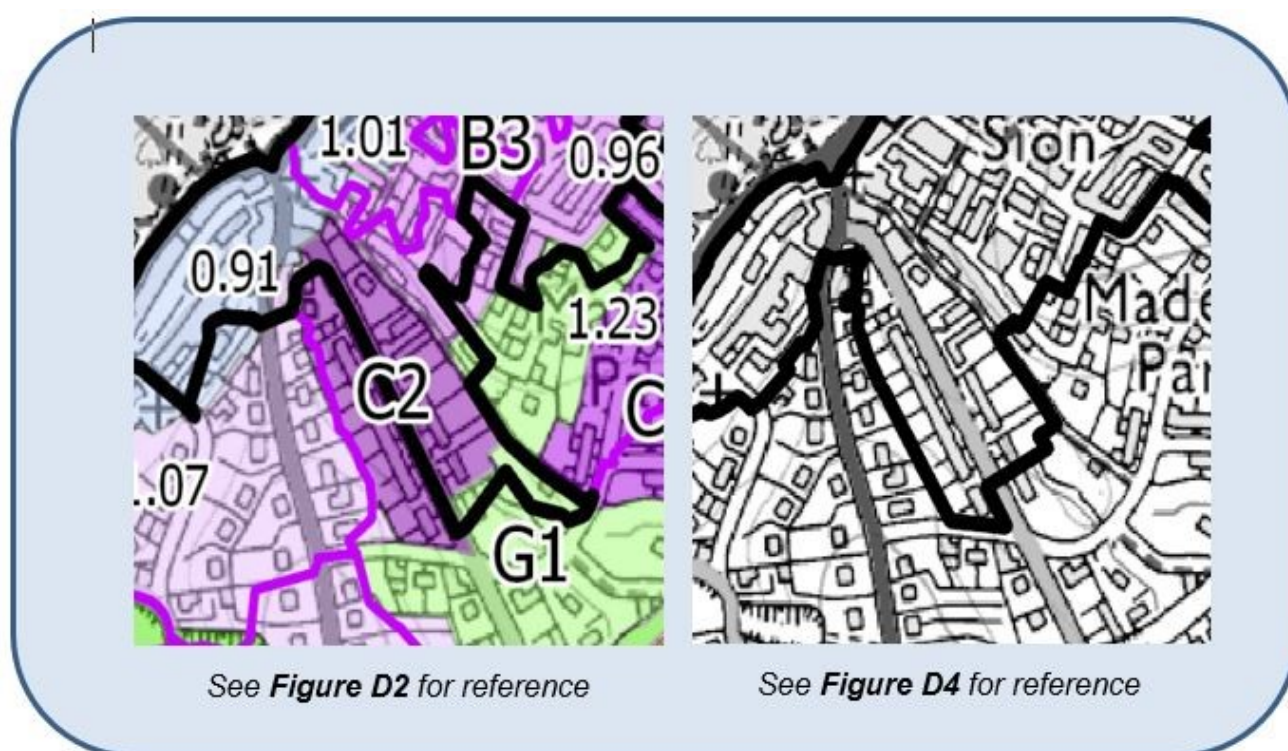 1.01
B3
0.96
Sion
0.91
1.23
Made
Par
C2
C
.07
G1
See Figure D2 for reference
See Figure D4 for reference